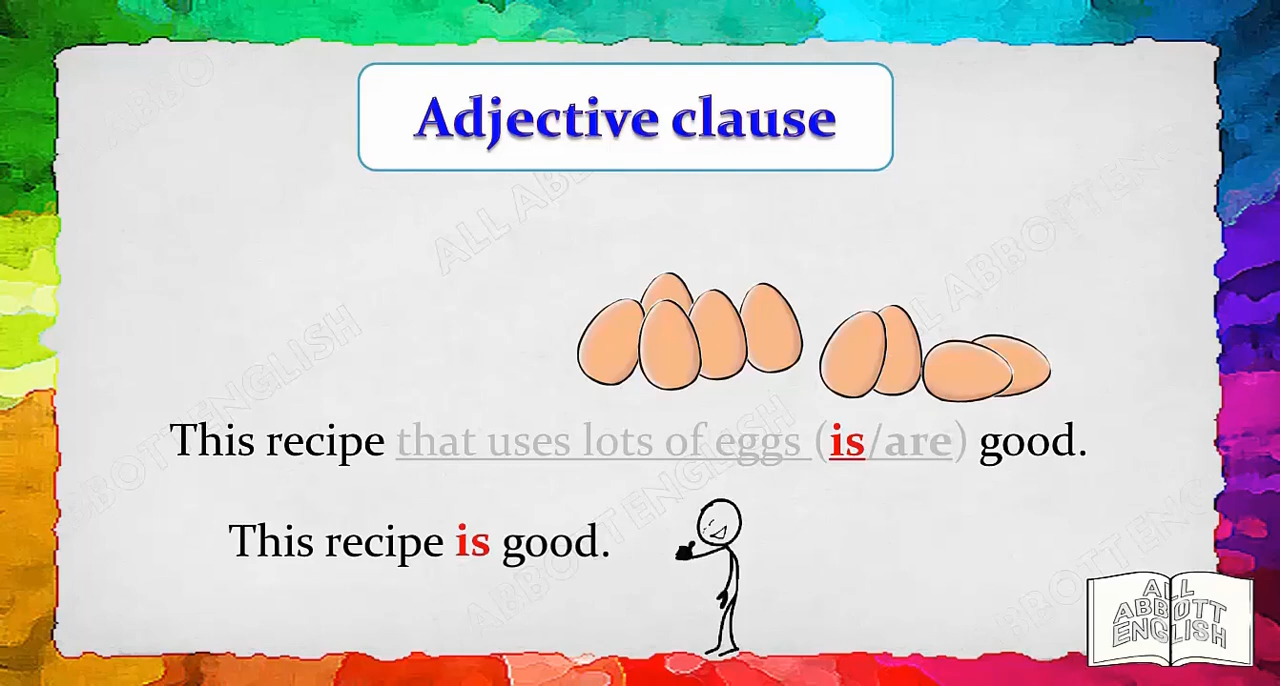 Adjective clause
This recipe that uses lots of eggs (is/are) good.
This recipe is good.
ALL
ABBOTT
ENGLISH